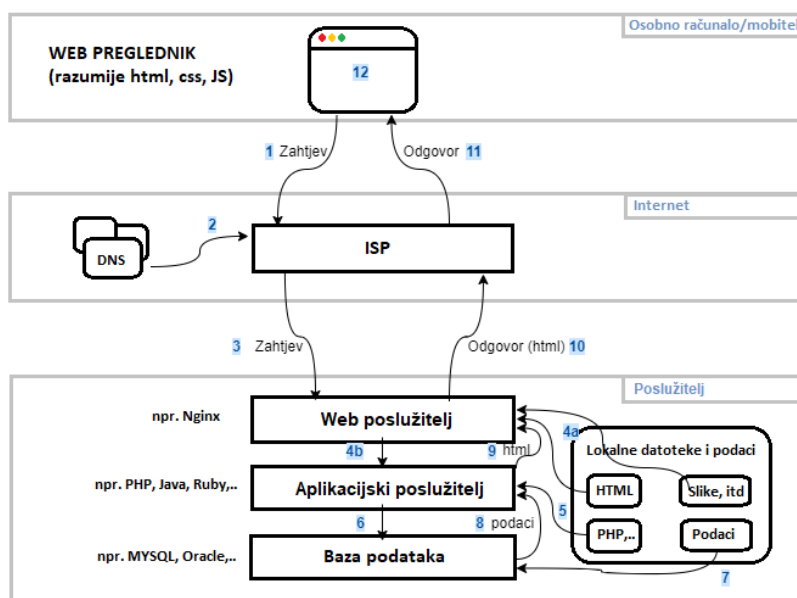 Osobno računalo/mobitel
WEB PREGLEDNIK
(razumije html, css, JS)
12
1 Zahtjev
Odgovor 11
Internet
2
DNS
ISP
3 Zahtjev
Odgovor (html) 10
Poslužitelj
npr. Nginx
Web poslužitelj
4a
4b
9 html
Lokalne datoteke i podaci
npr. PHP, Java, Ruby,..
Aplikacijski poslužitelj
HTML
Slike, itd
6
8 podaci
5
PHP,..
Podaci
npr. MYSQL, Oracle,..
Baza podataka
7